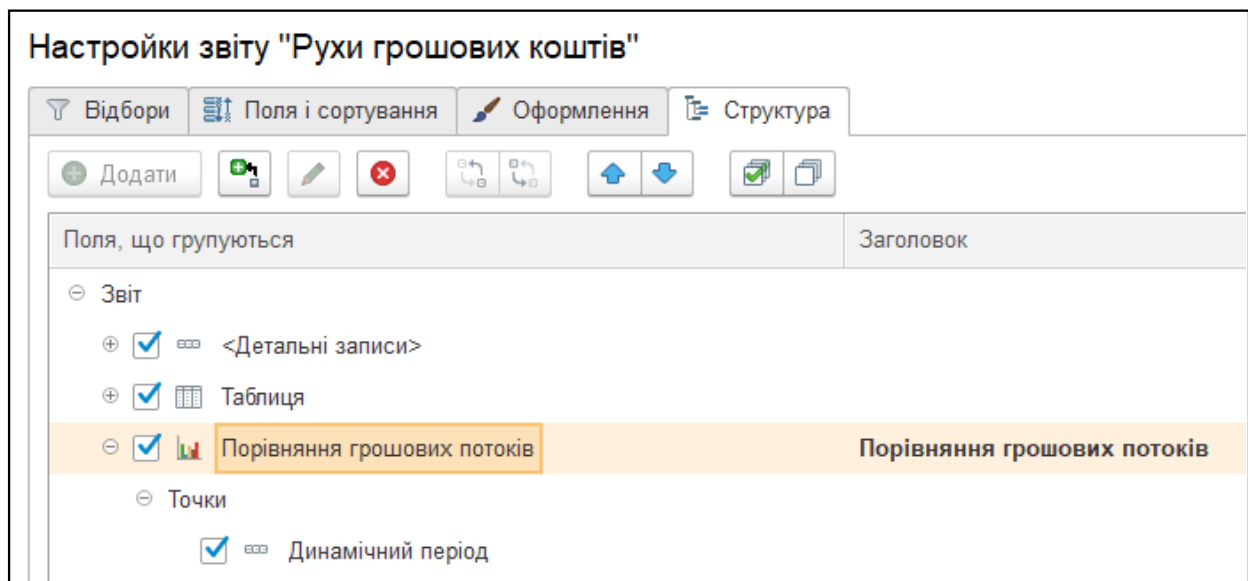 Настройки звіту "Рухи грошових коштів"
Відбори Поля і сортування Оформлення Структура
Додати
Поля, що групуються Заголовок
Звіт
<Детальні записи>
Таблиця
Порівняння грошових потоків Порівняння грошових потоків
Точки
Динамічний період